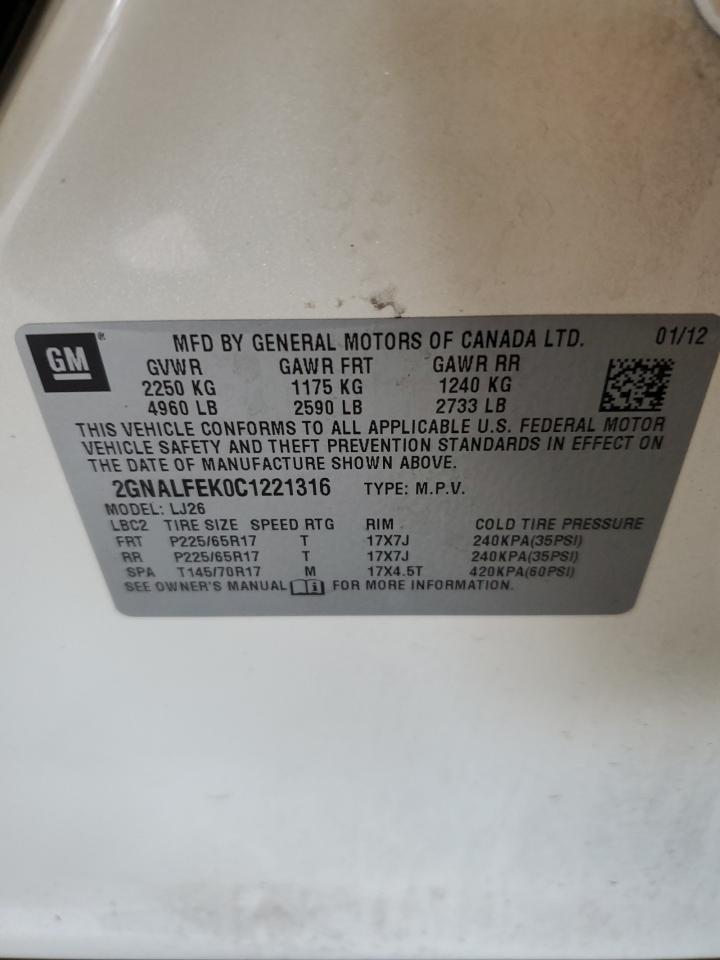 GM ® MFD BY GENERAL MOTORS OF CANADA LTD. 01/12
GVWR GAWR FRT GAWR RR
2250 KG 1175 KG 1240 KG
4960 LB 2590 LB 2733 LB
THIS VEHICLE CONFORMS TO ALL APPLICABLE U.S. FEDERAL MOTOR
VEHICLE SAFETY AND THEFT PREVENTION STANDARDS IN EFFECT ON
THE DATE OF MANUFACTURE SHOWN ABOVE.
2GNALFEK0C1221316 TYPE: M.P.V.
MODEL: LJ26
LBC2 TIRE SIZE SPEED RTG RIM COLD TIRE PRESSURE
FRT P225/65R17 T 17X7J 240KPA(35PSI)
RR P225/65R17 T 17X7J 240KPA(35PSI)
SPA T145/70R17 M 17X4.5T 420KPA(60PSI)
SEE OWNER'S MANUAL i FOR MORE INFORMATION.